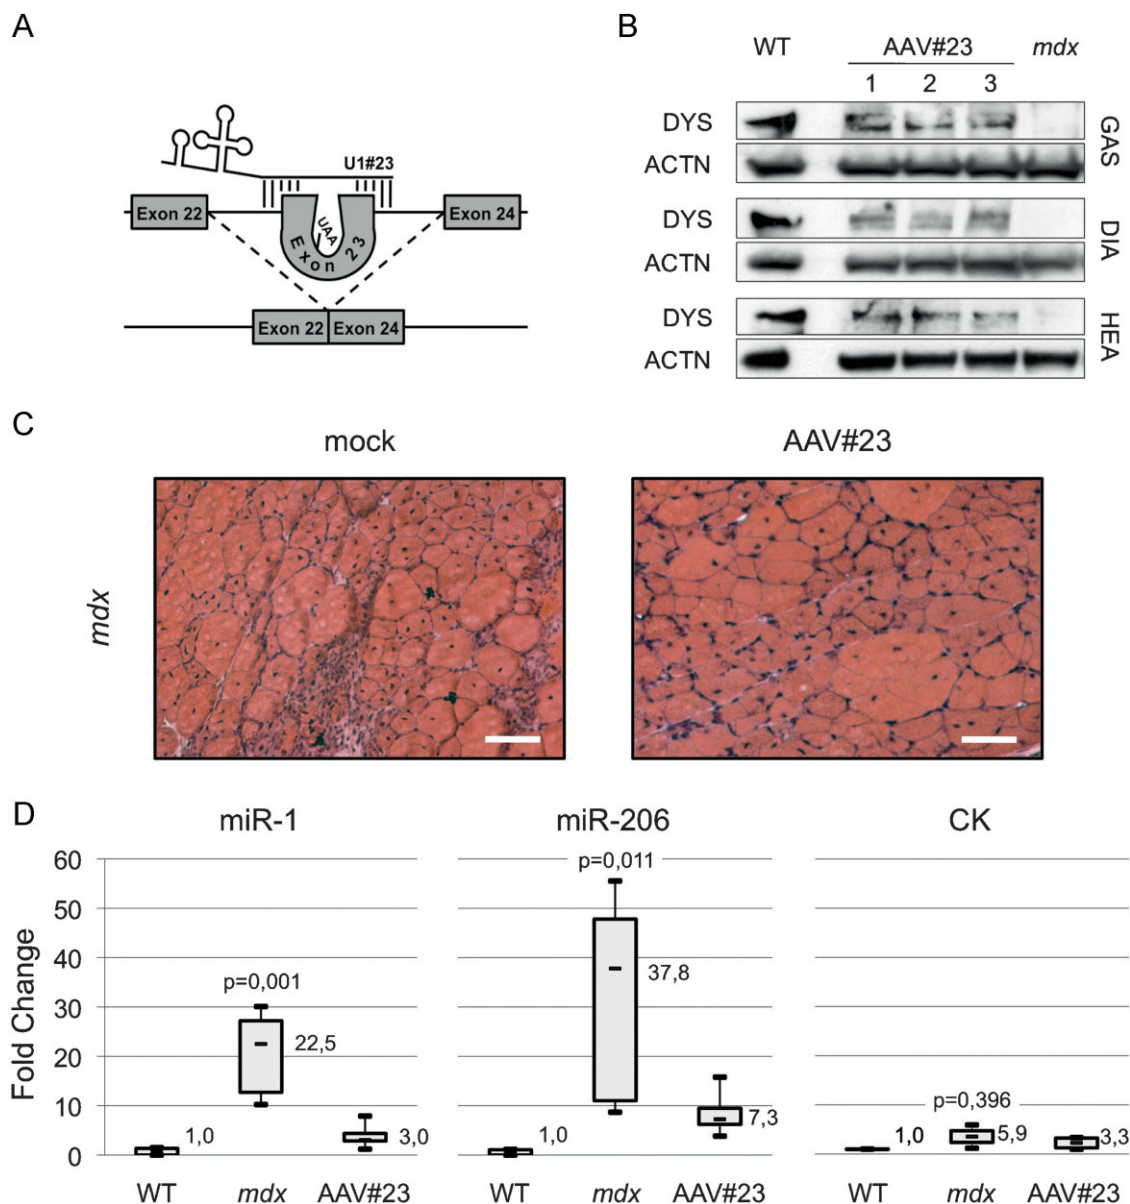 A
U1#23
Exon 22
UAA
Exon 23
Exon 24
Exon 22 Exon 24
B
WT AAV#23 mdx
1 2 3
DYS
ACTN
GAS
DYS
ACTN
DIA
DYS
ACTN
HEA
C
mock AAV#23
mdx
D
miR-1 miR-206 CK
Fold Change
60
50
40
30
20
10
0
p=0,001
22,5
1,0
3,0
WT mdx AAV#23
p=0,011
37,8
1,0
7,3
WT mdx AAV#23
p=0,396
1,0
5,9
3,3
WT mdx AAV#23